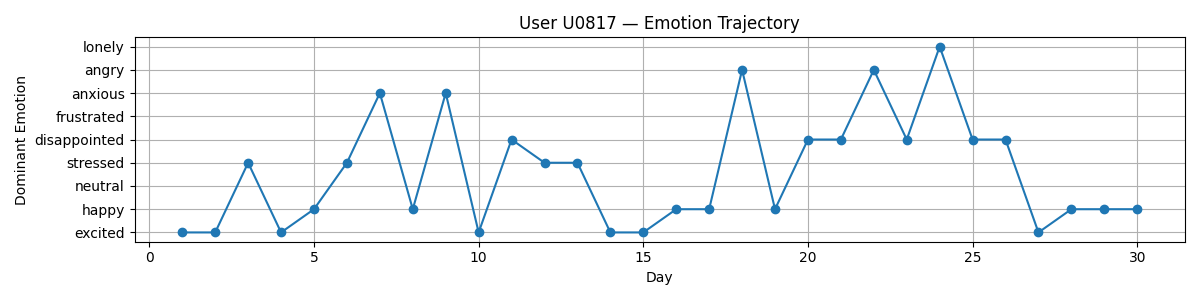 User U0817 — Emotion Trajectory
Dominant Emotion
lonely
angry
anxious
frustrated
disappointed
stressed
neutral
happy
excited
0 5 10 15 20 25 30
Day